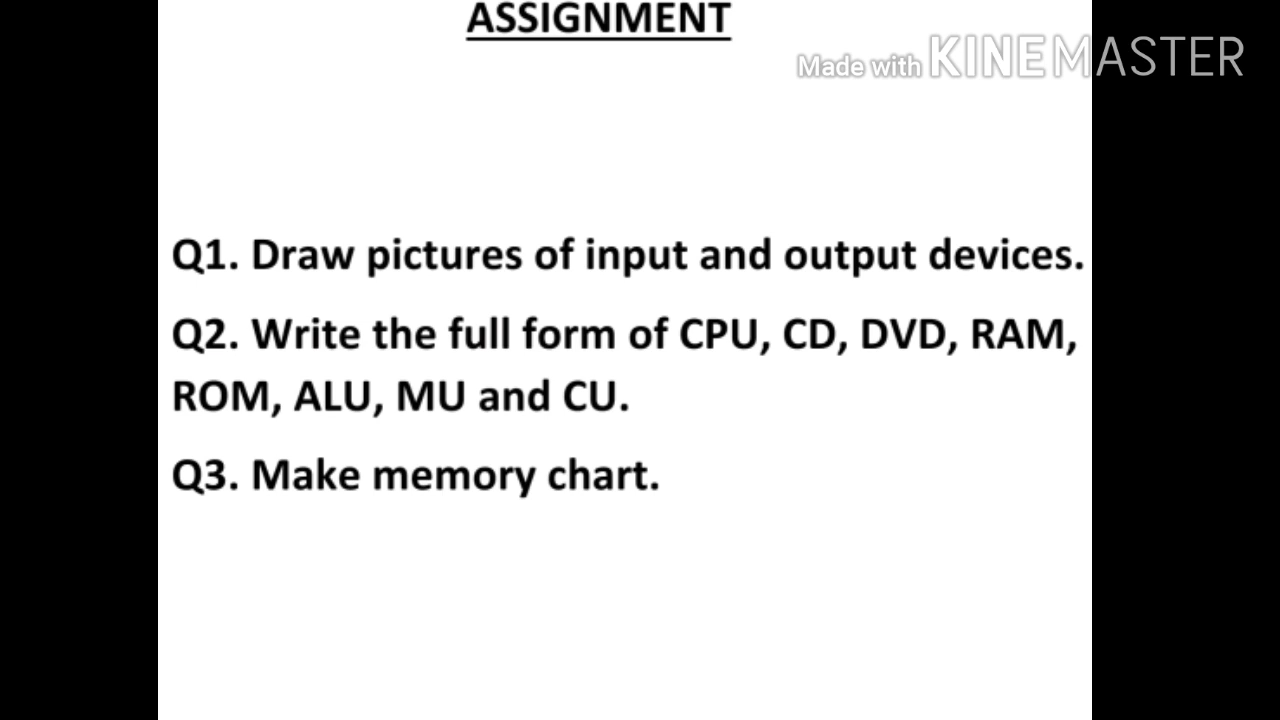 ASSIGNMENT
Made with KINEMASTER
Q1. Draw pictures of input and output devices.
Q2. Write the full form of CPU, CD, DVD, RAM,
ROM, ALU, MU and CU.
Q3. Make memory chart.